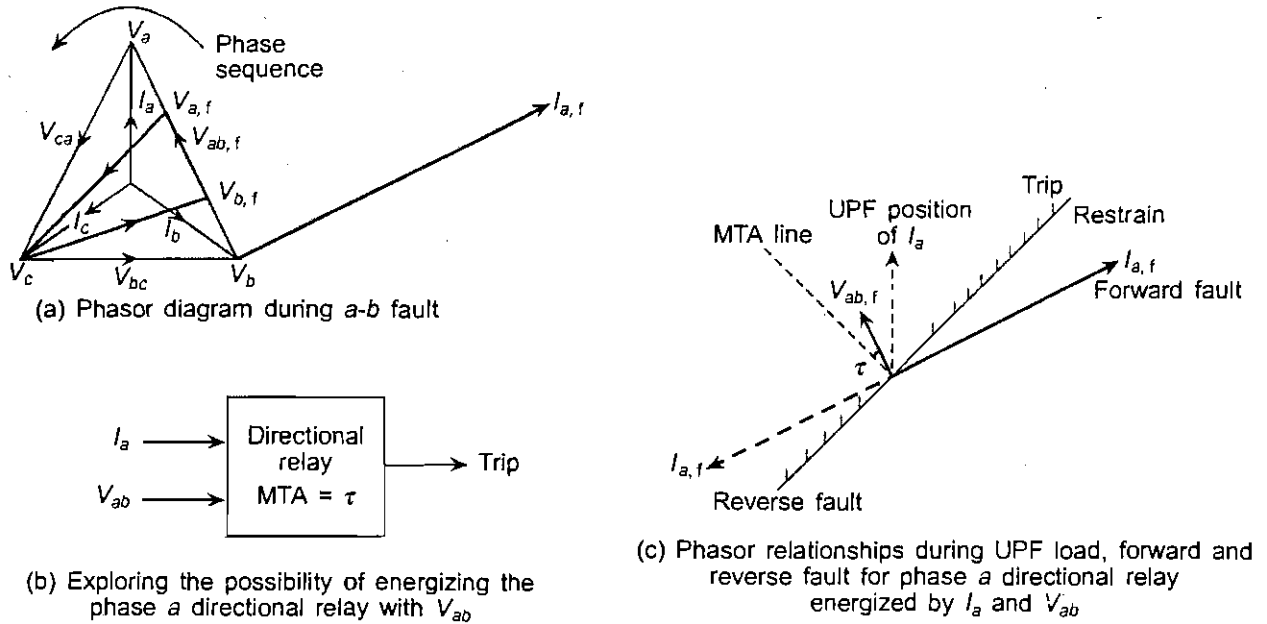 V_a
Phase
sequence
I_a
V_{a, f}
V_{ca}
V_{ab, f}
I_{a, f}
V_{b, f}
I_c
I_b
V_c
V_{bc}
V_b
(a) Phasor diagram during a-b fault
I_a
V_{ab}
Directional
relay
MTA = τ
Trip
(b) Exploring the possibility of energizing the
phase a directional relay with V_{ab}
Trip
Restrain
UPF position
of I_a
MTA line
V_{ab, f}
τ
I_{a, f}
Forward fault
I_{a, f}
Reverse fault
(c) Phasor relationships during UPF load, forward and
reverse fault for phase a directional relay
energized by I_a and V_{ab}